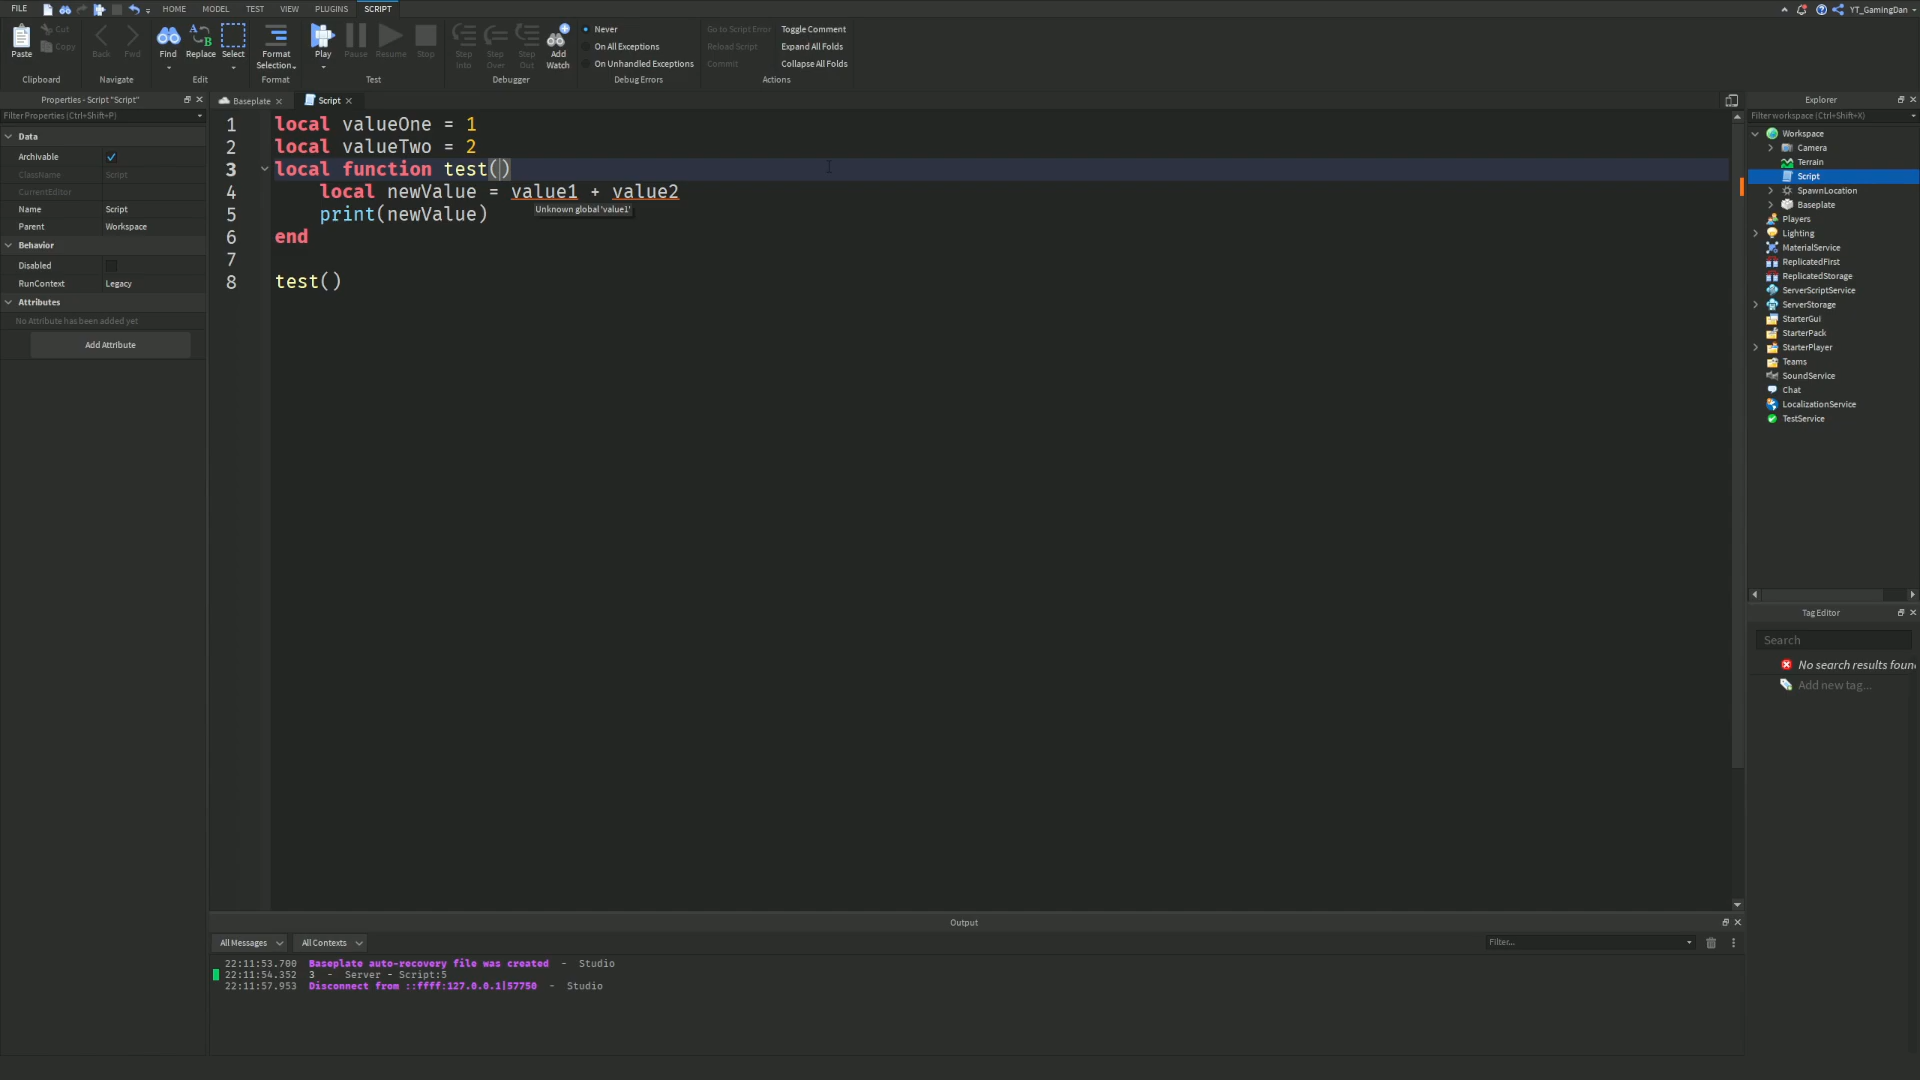 FILE HOME MODEL TEST VIEW PLUGINS SCRIPT YT_GamingDan
Paste Cut Copy Back Fwd Find Replace Select Format Selection Play Pause Resume Stop Step Into Step Over Step Out Add Watch
Never
On All Exceptions
On Unhandled Exceptions
Go to Script Error
Reload Script
Commit
Toggle Comment
Expand All Folds
Collapse All Folds
Clipboard Navigate Edit Format Test Debugger Debug Errors Actions
Properties - Script "Script"
Filter Properties (Ctrl+Shift+P)
Data
Archivable
ClassName Script
CurrentEditor
Name Script
Parent Workspace
Behavior
Disabled
RunContext Legacy
Attributes
No Attribute has been added yet
Add Attribute
Baseplate Script
1 local valueOne = 1
2 local valueTwo = 2
3 local function test()
4 local newValue = value1 + value2
Unknown global 'value1'
5 print(newValue)
6 end
7
8 test()
Explorer
Filter workspace (Ctrl+Shift+X)
Workspace
Camera
Terrain
Script
SpawnLocation
Baseplate
Players
Lighting
MaterialService
ReplicatedFirst
ReplicatedStorage
ServerScriptService
ServerStorage
StarterGui
StarterPack
StarterPlayer
Teams
SoundService
Chat
LocalizationService
TestService
Tag Editor
Search
No search results foun
Add new tag...
Output
All Messages All Contexts Filter...
22:11:53.700 Baseplate auto-recovery file was created - Studio
22:11:54.352 3 - Server - Script:5
22:11:57.953 Disconnect from ::ffff:127.0.0.1|57750 - Studio